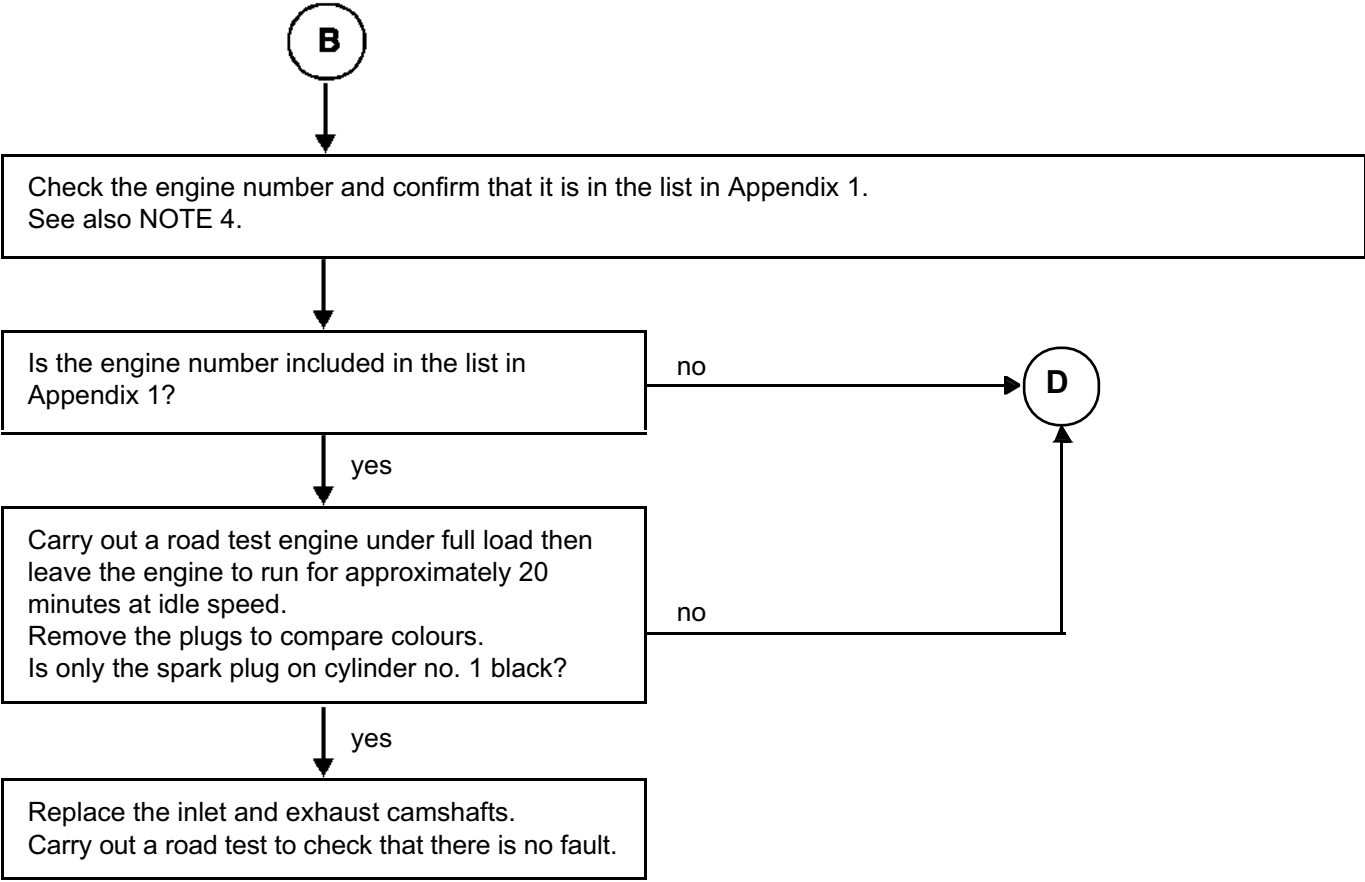 B
Check the engine number and confirm that it is in the list in Appendix 1.
See also NOTE 4.
Is the engine number included in the list in
Appendix 1?
no
D
yes
Carry out a road test engine under full load then
leave the engine to run for approximately 20
minutes at idle speed.
Remove the plugs to compare colours.
Is only the spark plug on cylinder no. 1 black?
no
yes
Replace the inlet and exhaust camshafts.
Carry out a road test to check that there is no fault.